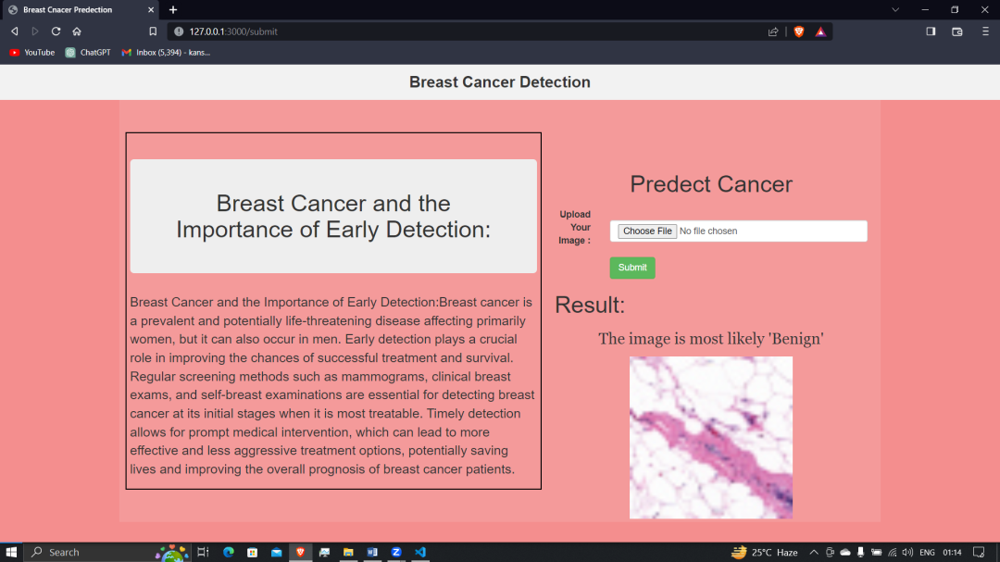 Breast Cnacer Predection
127.0.0.1:3000/submit
YouTube
ChatGPT
Inbox (5,394) - kans...
Breast Cancer Detection
Breast Cancer and the
Importance of Early Detection:
Breast Cancer and the Importance of Early Detection:Breast cancer is
a prevalent and potentially life-threatening disease affecting primarily
women, but it can also occur in men. Early detection plays a crucial
role in improving the chances of successful treatment and survival.
Regular screening methods such as mammograms, clinical breast
exams, and self-breast examinations are essential for detecting breast
cancer at its initial stages when it is most treatable. Timely detection
allows for prompt medical intervention, which can lead to more
effective and less aggressive treatment options, potentially saving
lives and improving the overall prognosis of breast cancer patients.
Predect Cancer
Upload
Your
Image :
Choose File No file chosen
Submit
Result:
The image is most likely 'Benign'
Search
25°C Haze
ENG
01:14